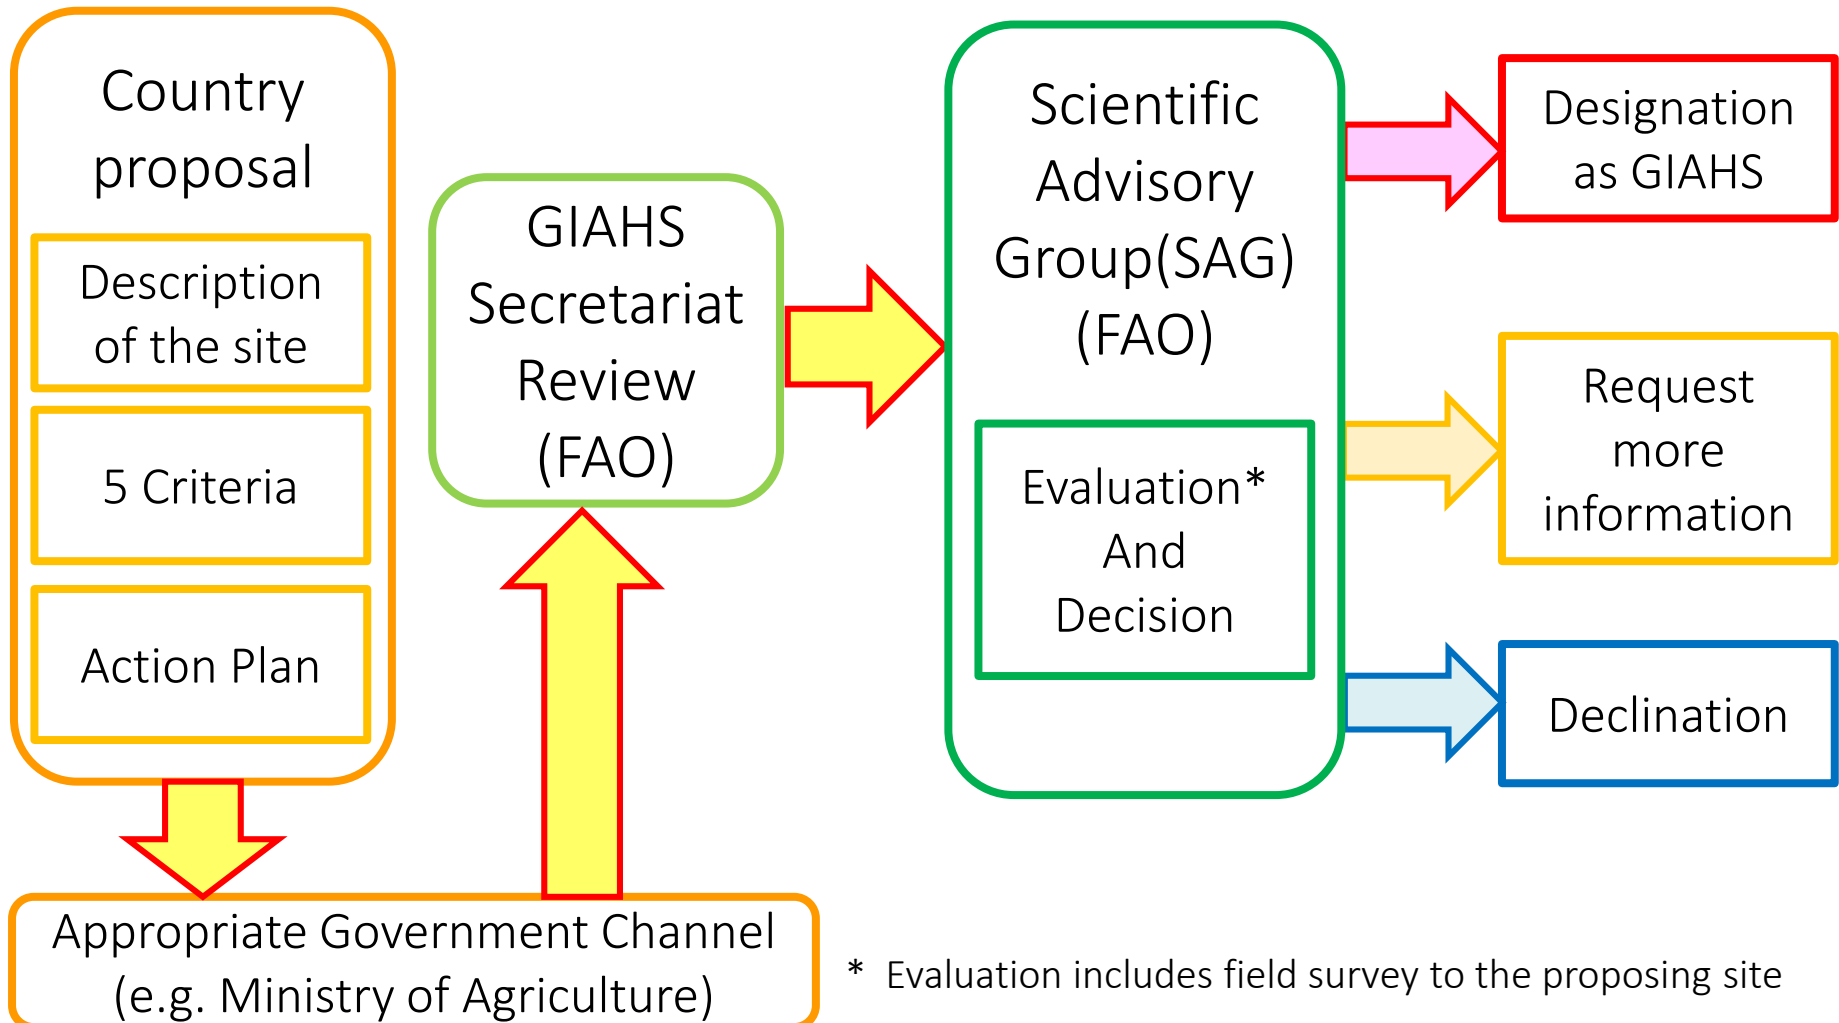 Country
proposal
Description
of the site
5 Criteria
Action Plan
Appropriate Government Channel
(e.g. Ministry of Agriculture)
GIAHS
Secretariat
Review
(FAO)
Scientific
Advisory
Group(SAG)
(FAO)
Evaluation*
And
Decision
Designation
as GIAHS
Request
more
information
Declination
* Evaluation includes field survey to the proposing site